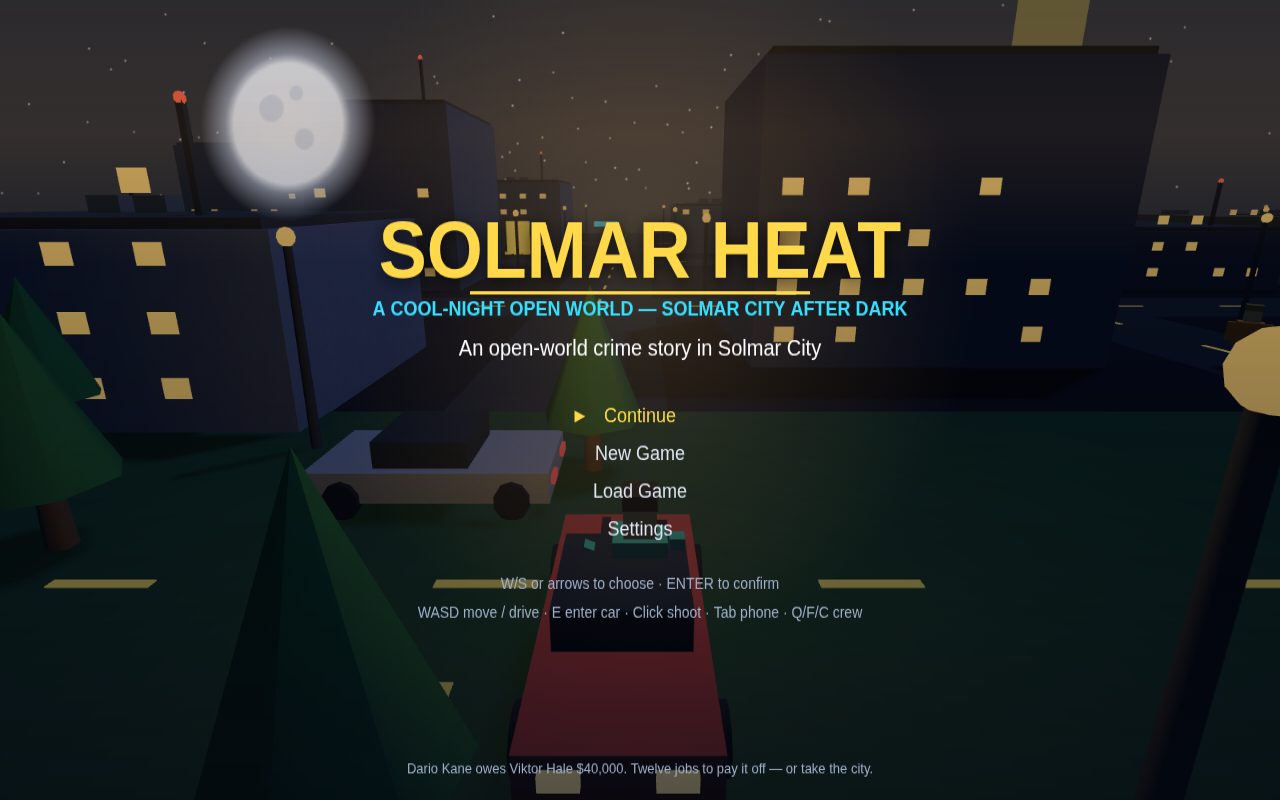 SOLMAR HEAT
A COOL-NIGHT OPEN WORLD — SOLMAR CITY AFTER DARK
An open-world crime story in Solmar City
► Continue
New Game
Load Game
Settings
W/S or arrows to choose · ENTER to confirm
WASD move / drive · E enter car · Click shoot · Tab phone · Q/F/C crew
Dario Kane owes Viktor Hale $40,000. Twelve jobs to pay it off — or take the city.